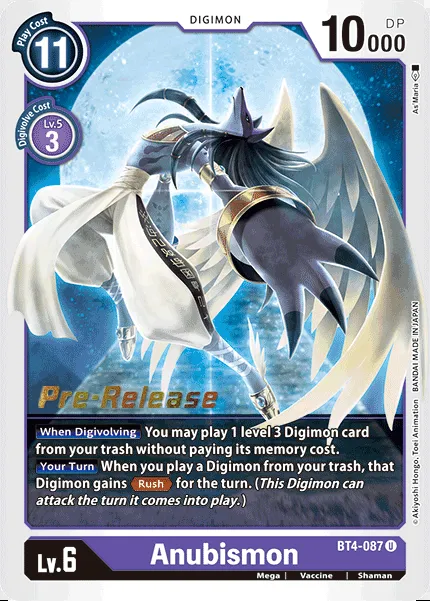 DIGIMON
Play Cost
11
10000
DP
Digivolve Cost
Lv.5
3
As'Maria
Pre-Release
When Digivolving You may play 1 level 3 Digimon card
from your trash without paying its memory cost.
Your Turn When you play a Digimon from your trash, that
Digimon gains Rush for the turn. (This Digimon can
attack the turn it comes into play.)
© Akiyoshi Hongo, Toei Animation BANDAI MADE IN JAPAN
Lv.6
Anubismon
BT4-087 U
Mega | Vaccine | Shaman